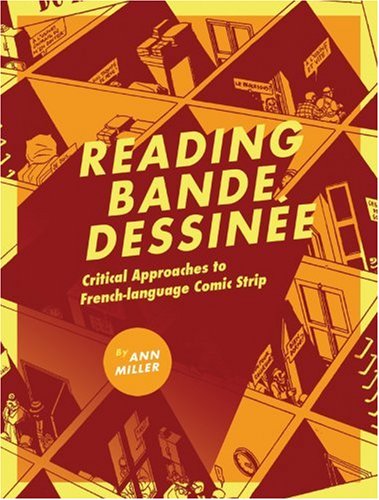 READING
BANDE
DESSINÉE
Critical Approaches to
French-language Comic Strip
By ANN
MILLER